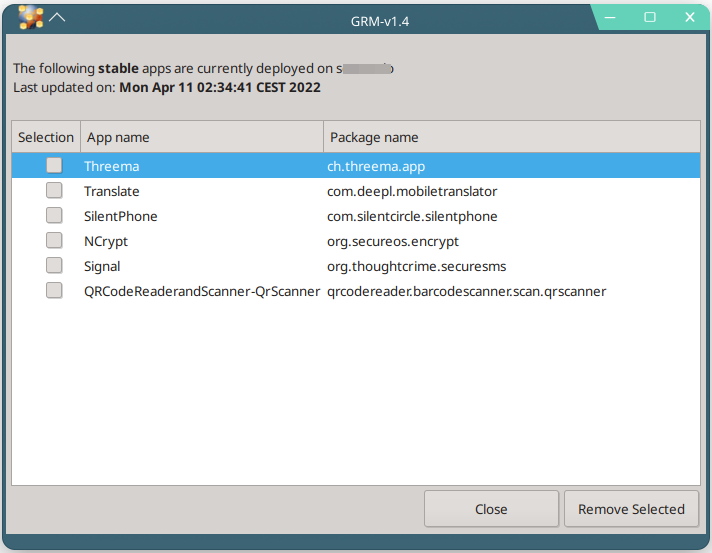 GRM-v1.4
The following stable apps are currently deployed on
Last updated on: Mon Apr 11 02:34:41 CEST 2022
Selection App name Package name
Threema ch.threema.app
Translate com.deepl.mobiletranslator
SilentPhone com.silentcircle.silentphone
NCrypt org.secureos.encrypt
Signal org.thoughtcrime.securesms
QRCodeReaderandScanner-QrScanner qrcodereader.barcodescanner.scan.qrscanner
Close Remove Selected